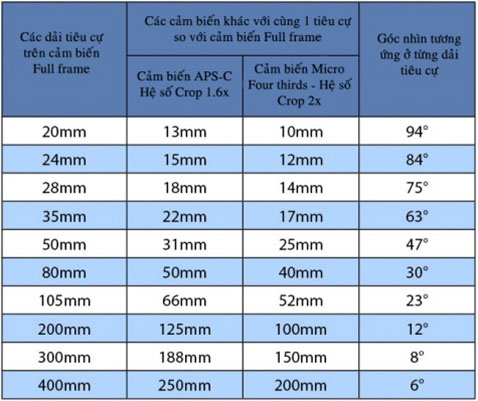 Các dải tiêu cự
trên cảm biến
Full frame
Các cảm biến khác với cùng 1 tiêu cự
so với cảm biến Full frame
Cảm biến APS-C
Hệ số Crop 1.6x
Cảm biến Micro
Four thirds - Hệ số
Crop 2x
Góc nhìn tương
ứng ở từng dải
tiêu cự
20mm 13mm 10mm 94°
24mm 15mm 12mm 84°
28mm 18mm 14mm 75°
35mm 22mm 17mm 63°
50mm 31mm 25mm 47°
80mm 50mm 40mm 30°
105mm 66mm 52mm 23°
200mm 125mm 100mm 12°
300mm 188mm 150mm 8°
400mm 250mm 200mm 6°